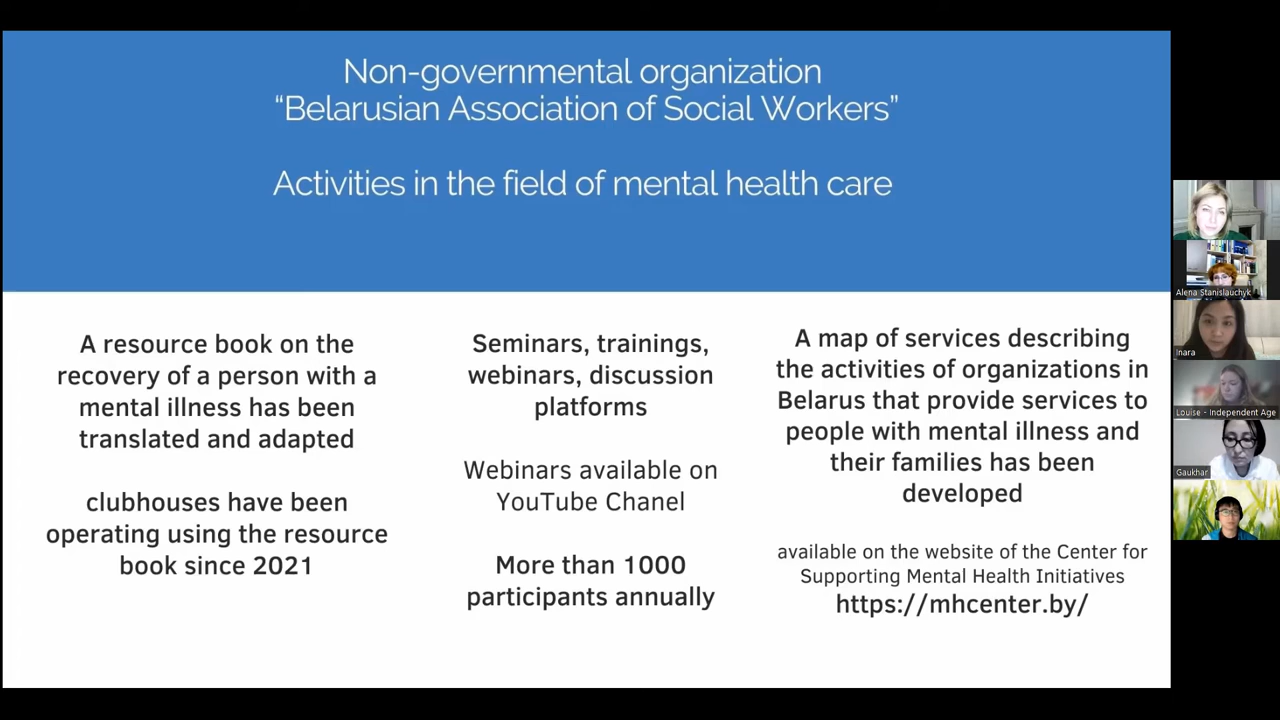 Non-governmental organization
“Belarusian Association of Social Workers”
Activities in the field of mental health care
A resource book on the
recovery of a person with a
mental illness has been
translated and adapted
clubhouses have been
operating using the resource
book since 2021
Seminars, trainings,
webinars, discussion
platforms
Webinars available on
YouTube Chanel
More than 1000
participants annually
A map of services describing
the activities of organizations in
Belarus that provide services to
people with mental illness and
their families has been
developed
available on the website of the Center for
Supporting Mental Health Initiatives
https://mhcenter.by/
Alena Stanislauchyk
Inara
Louise - Independent Age
Gaukhar